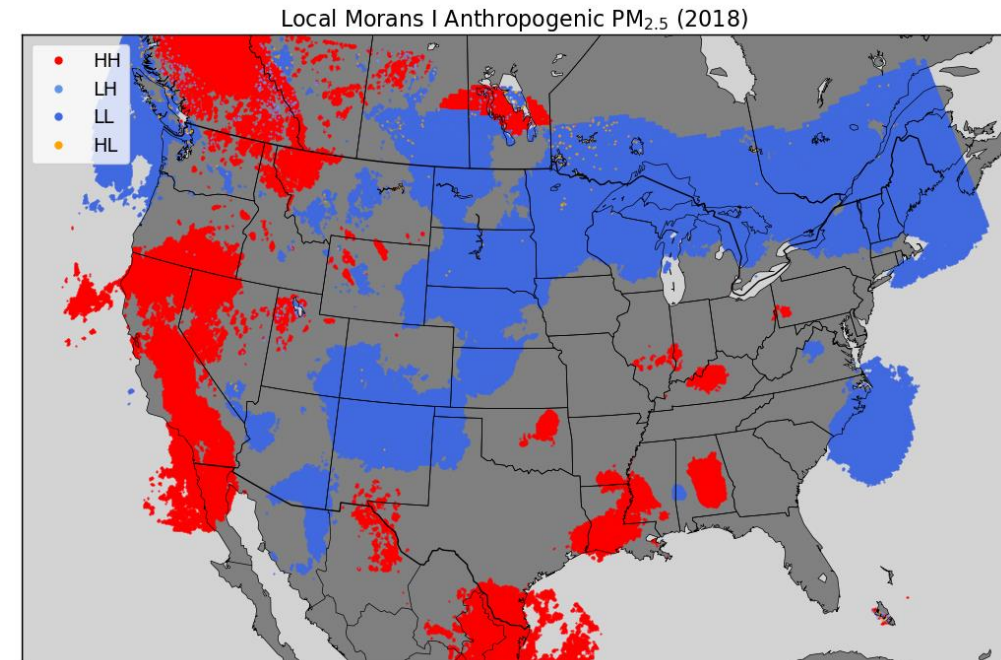 Local Morans I Anthropogenic PM₂.₅ (2018)
HH
LH
LL
HL